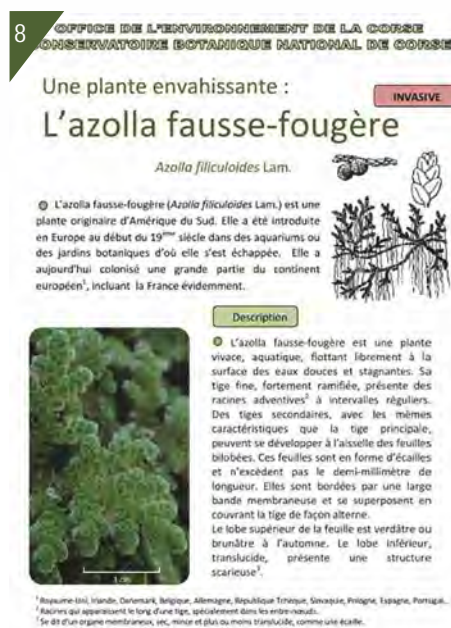 8
OFFICE DE L'ENVIRONNEMENT DE LA CORSE
CONSERVATOIRE BOTANIQUE NATIONAL DE CORSE
Une plante envahissante :
INVASIVE
L'azolla fausse-fougère
Azolla filiculoides Lam.
L'azolla fausse-fougère (Azolla filiculoides Lam.) est une
plante originaire d'Amérique du Sud. Elle a été introduite
en Europe au début du 19ème siècle dans des aquariums ou
des jardins botaniques d'où elle s'est échappée. Elle a
aujourd'hui colonisé une grande partie du continent
européen1, incluant la France évidemment.
Description
L'azolla fausse-fougère est une plante
vivace, aquatique, flottant librement à la
surface des eaux douces et stagnantes. Sa
tige fine, fortement ramifiée, présente des
racines adventives2 à intervalles réguliers.
Des tiges secondaires, avec les mêmes
caractéristiques que la tige principale,
peuvent se développer à l'aisselle des feuilles
bilobées. Ces feuilles sont en forme d'écailles
et n'excèdent pas le demi-millimètre de
longueur. Elles sont bordées par une large
bande membraneuse et se superposent en
couvrant la tige de façon alterne.
Le lobe supérieur de la feuille est verdâtre ou
brunâtre à l'automne. Le lobe inférieur,
translucide, présente une structure
scarieuse3.
1 cm
1 Royaume-Uni, Irlande, Danemark, Belgique, Allemagne, République Tchèque, Slovaquie, Pologne, Espagne, Portugal...
2 Racines qui apparaissent le long d'une tige, spécialement dans les entre-nœuds.
3 Se dit d'un organe membraneux, sec, mince et plus ou moins translucide, comme une écaille.